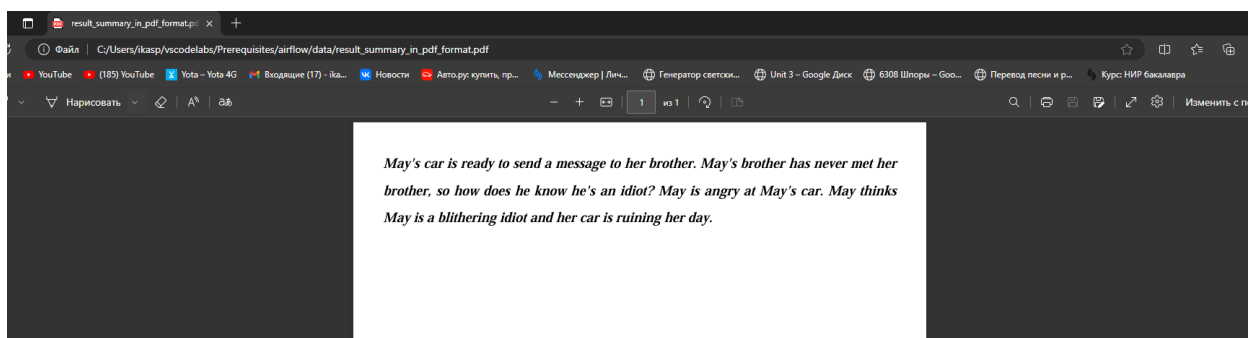 result_summary_in_pdf_format.pd
Файл C:/Users/ikasp/vscodelabs/Prerequisites/airflow/data/result_summary_in_pdf_format.pdf
и YouTube (185) YouTube Yota – Yota 4G Входящие (17) - ika... Новости Авто.ру: купить, пр... Мессенджер | Лич... Генератор светски... Unit 3 – Google Диск 6308 Шпоры – Goo... Перевод песни и р... Курс: НИР бакалавра
Нарисовать аあ 1 из 1 Изменить с п
May's car is ready to send a message to her brother. May's brother has never met her
brother, so how does he know he's an idiot? May is angry at May's car. May thinks
May is a blithering idiot and her car is ruining her day.